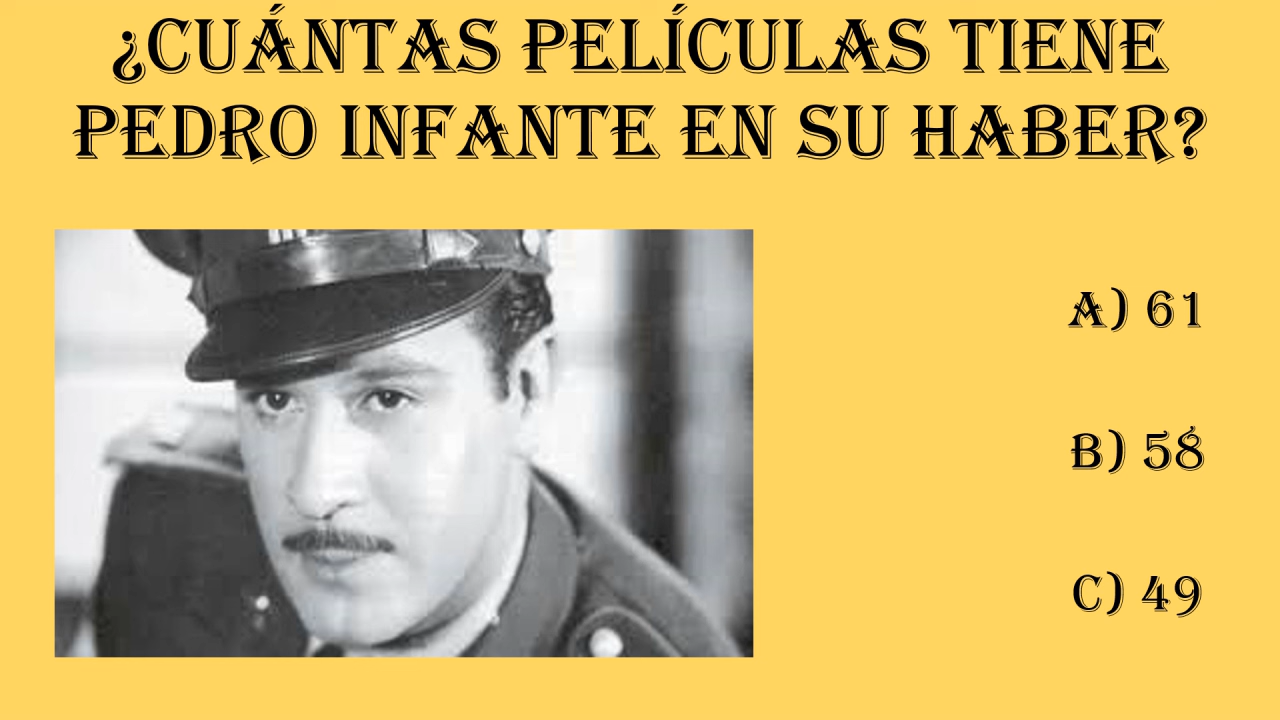 ¿CUÁNTAS PELÍCULAS TIENE
PEDRO INFANTE EN SU HABER?
A) 61
B) 58
C) 49